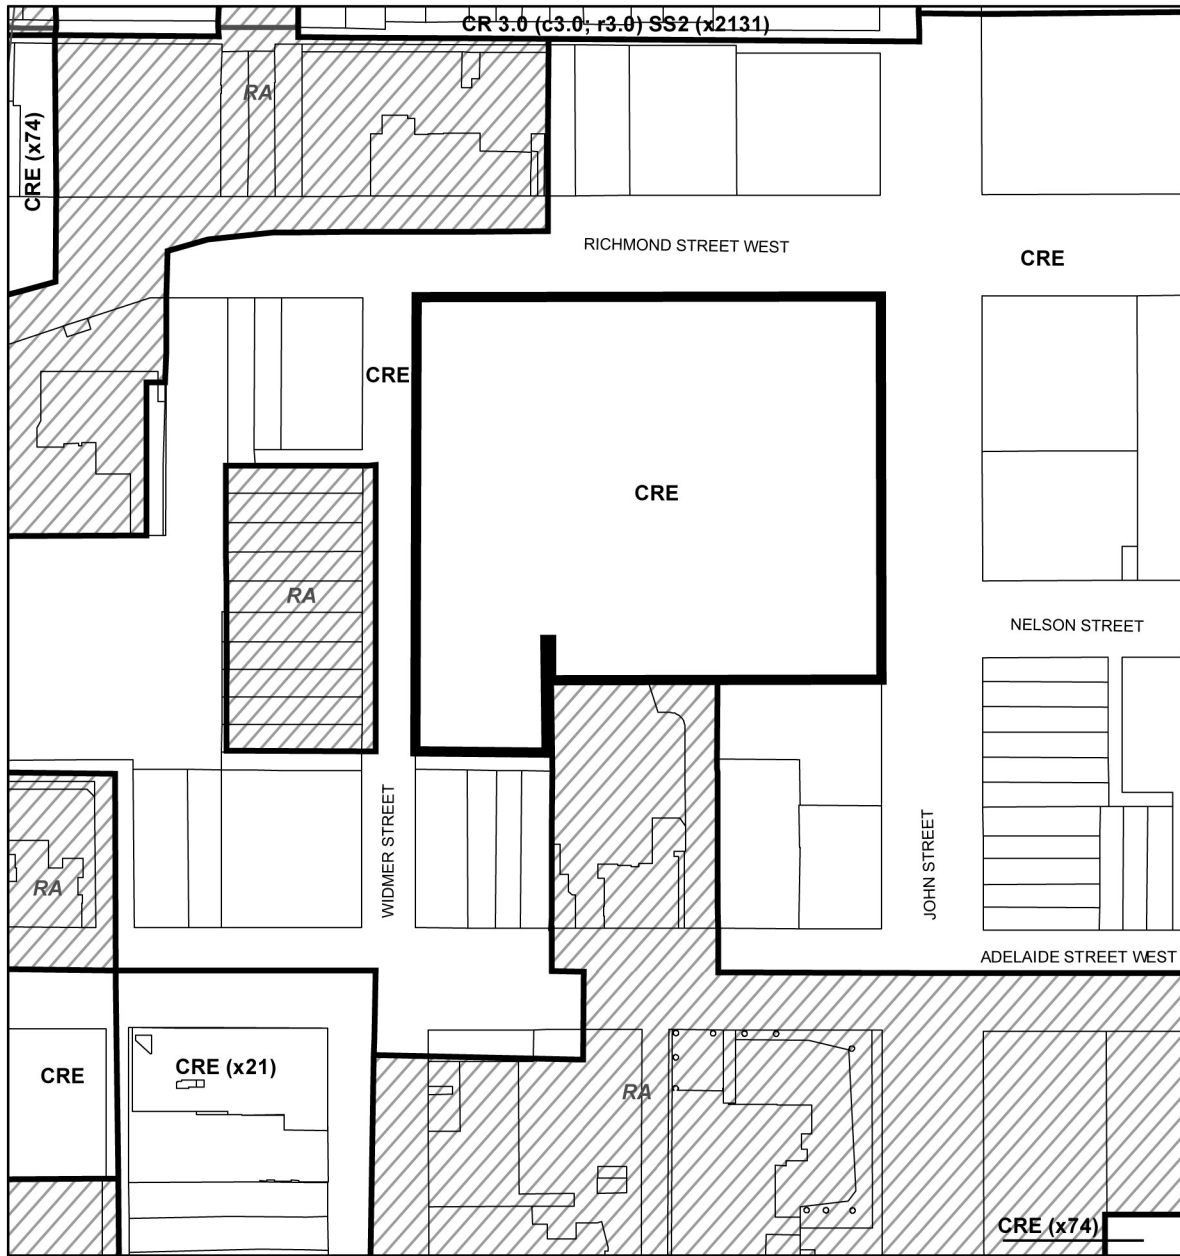 CR 3.0 (c3.0; r3.0) SS2 (x2131)
RA
CRE (x74)
RICHMOND STREET WEST
CRE
CRE
CRE
RA
NELSON STREET
WIDMER STREET
JOHN STREET
RA
ADELAIDE STREET WEST
CRE
CRE (x21)
RA
CRE (x74)